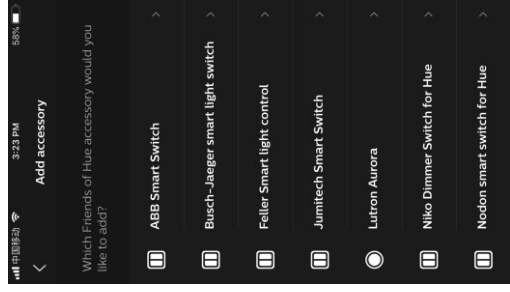 中国移动 3:23 PM 58%
Add accessory
Which Friends of Hue accessory would you
like to add?
ABB Smart Switch
Busch-Jaeger smart light switch
Feller Smart light control
Jumitech Smart Switch
Lutron Aurora
Niko Dimmer Switch for Hue
Nodon smart switch for Hue